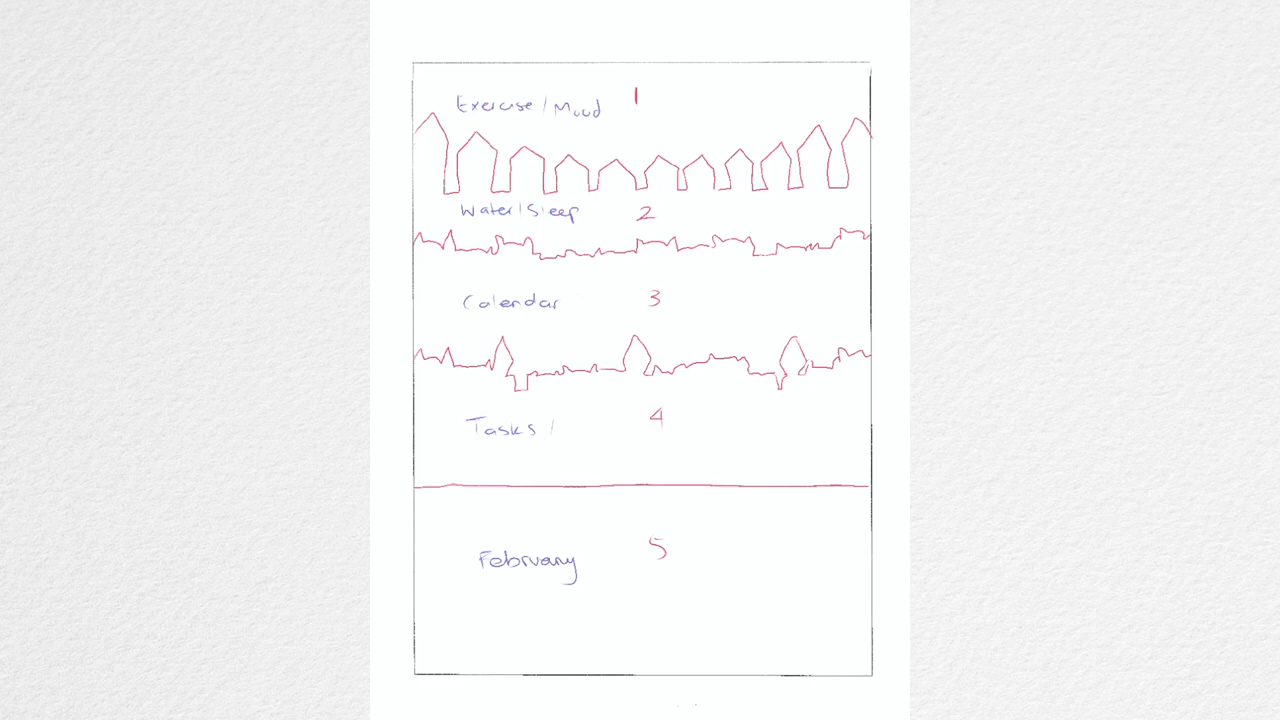 Exercise / Mood 1
Water / Sleep 2
Calendar 3
Tasks / 4
February 5